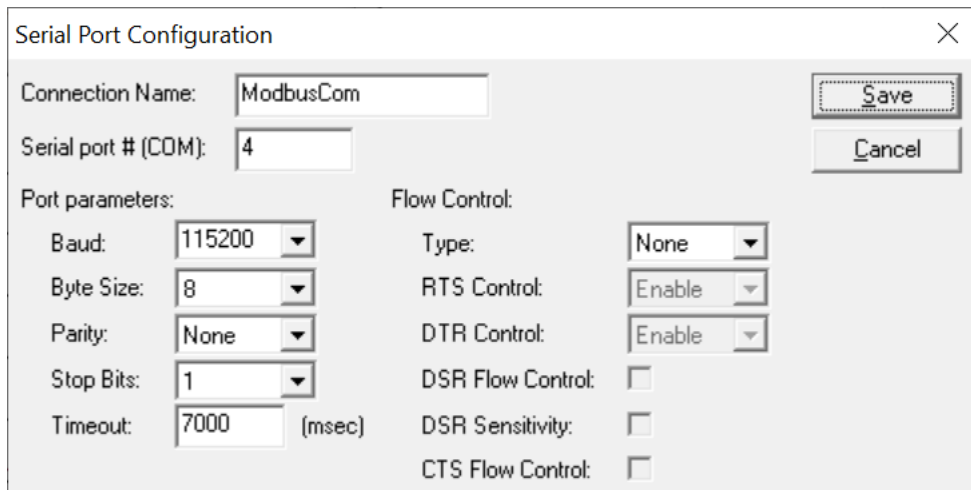 Serial Port Configuration
Connection Name: ModbusCom Save
Serial port # (COM): 4 Cancel
Port parameters: Flow Control:
Baud: 115200 Type: None
Byte Size: 8 RTS Control: Enable
Parity: None DTR Control: Enable
Stop Bits: 1 DSR Flow Control:
Timeout: 7000 (msec) DSR Sensitivity:
CTS Flow Control: